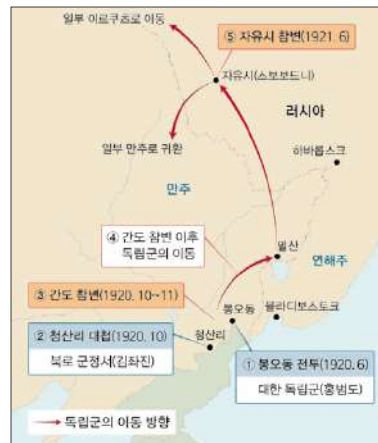 일부 이르쿠츠로 이동
⑤ 자유시 참변(1921. 6)
자유시(스보보드니)
러시아
일부 만주로 귀환
하바롭스크
만주
④ 간도 참변 이후
독립군의 이동
밀산
연해주
③ 간도 참변(1920. 10~11)
봉오동
블라디보스토크
② 청산리 대첩(1920. 10)
청산리
북로 군정서(김좌진)
① 봉오동 전투(1920. 6)
대한 독립군(홍범도)
독립군의 이동 방향